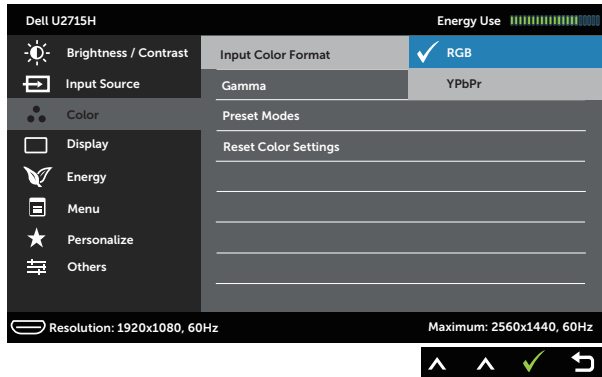 Dell U2715H Energy Use
Brightness / Contrast Input Color Format RGB
Input Source Gamma YPbPr
Color Preset Modes
Display Reset Color Settings
Energy
Menu
Personalize
Others
Resolution: 1920x1080, 60Hz Maximum: 2560x1440, 60Hz